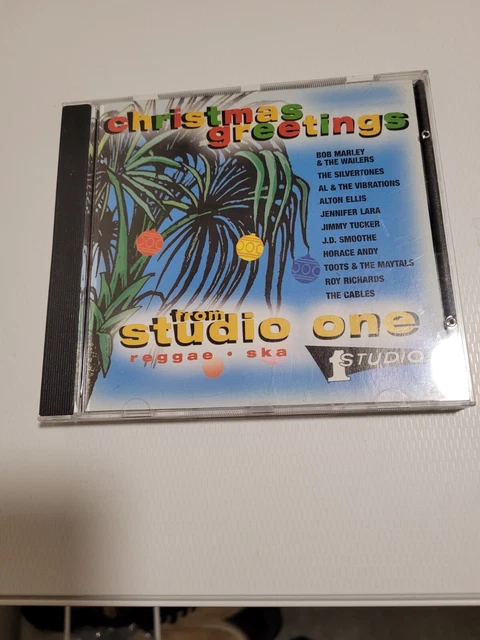 christmas
greetings
BOB MARLEY
& THE WAILERS
THE SILVERTONES
AL & THE VIBRATIONS
ALTON ELLIS
JENNIFER LARA
JIMMY TUCKER
J.D. SMOOTHE
HORACE ANDY
TOOTS & THE MAYTALS
ROY RICHARDS
THE CABLES
from
studio one
reggae • ska
1 STUDIO